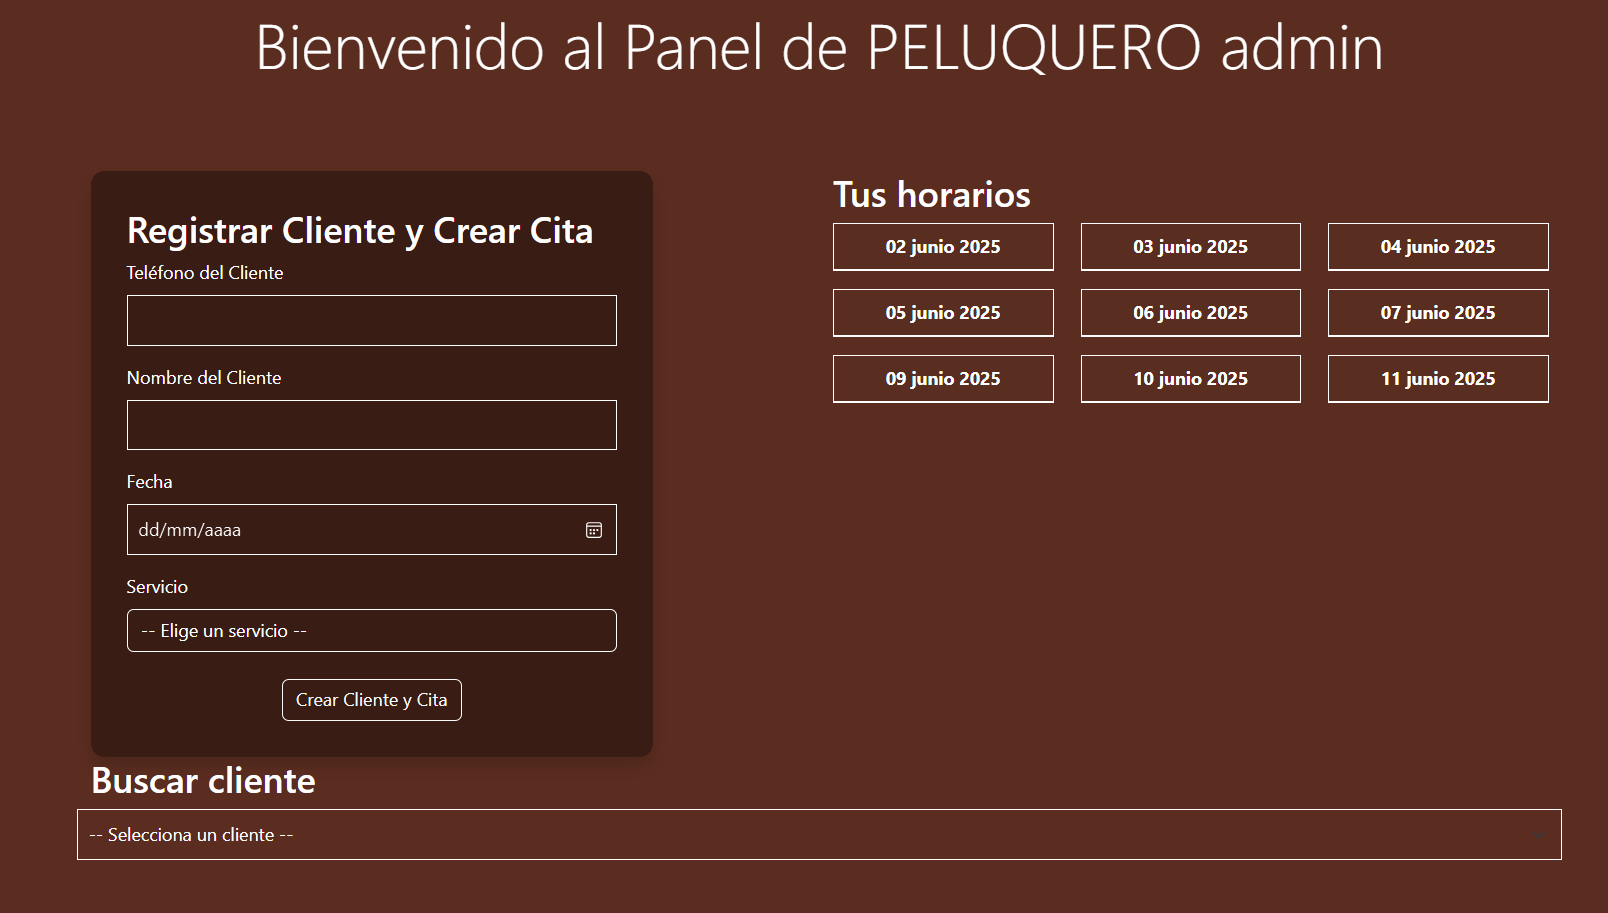 Bienvenido al Panel de PELUQUERO admin
Registrar Cliente y Crear Cita
Teléfono del Cliente
Nombre del Cliente
Fecha
dd/mm/aaaa
Servicio
-- Elige un servicio --
Crear Cliente y Cita
Tus horarios
02 junio 2025
03 junio 2025
04 junio 2025
05 junio 2025
06 junio 2025
07 junio 2025
09 junio 2025
10 junio 2025
11 junio 2025
Buscar cliente
-- Selecciona un cliente --